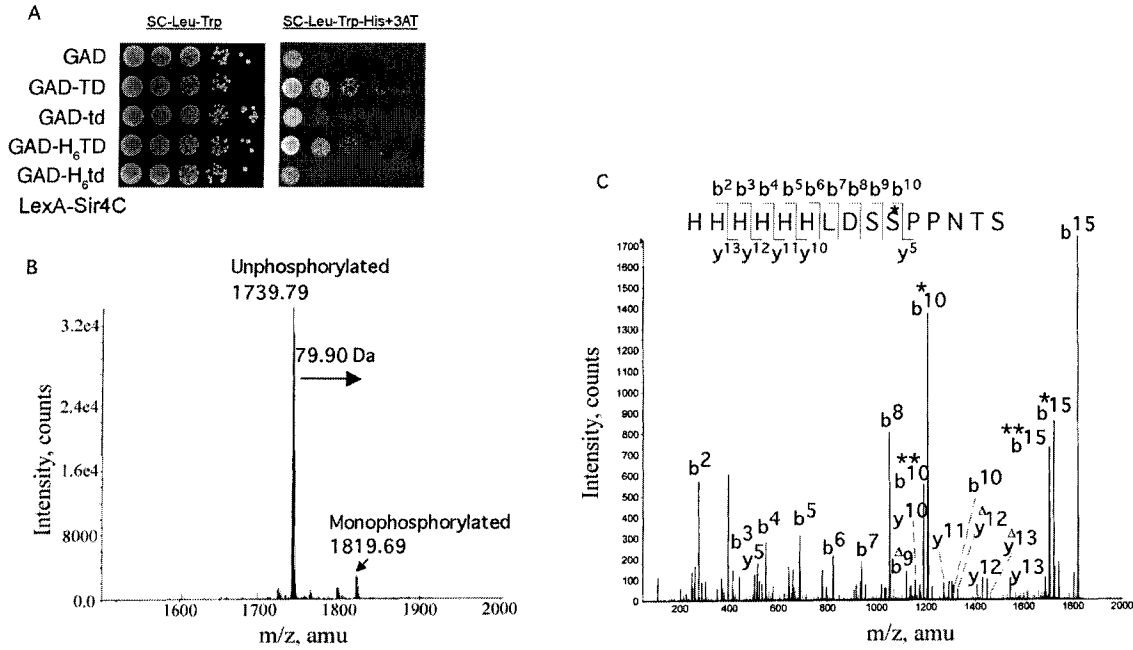 A
SC-Leu-Trp
SC-Leu-Trp-His+3AT
GAD
GAD-TD
GAD-td
GAD-H6TD
GAD-H6td
LexA-Sir4C
B
Unphosphorylated
1739.79
79.90 Da
Monophosphorylated
1819.69
Intensity, counts
3.2e4
2.4e4
1.6e4
8000
0.0
1600 1700 1800 1900 2000
m/z, amu
C
b2 b3 b4 b5 b6 b7 b8 b9 b10
H H H H H H L D S S* P P N T S
y13 y12 y11 y10 y5
Intensity, counts
1700
1600
1500
1400
1300
1200
1100
1000
900
800
700
600
500
400
300
200
100
0
b2
b3
y5
b4
b5
b6
b7
b8
**b10
y10
bΔ9
*b10
y11
b10
yΔ12
yΔ13
y12
y13
**b15
*b15
b15
200 400 600 800 1000 1200 1400 1600 1800 2000
m/z, amu